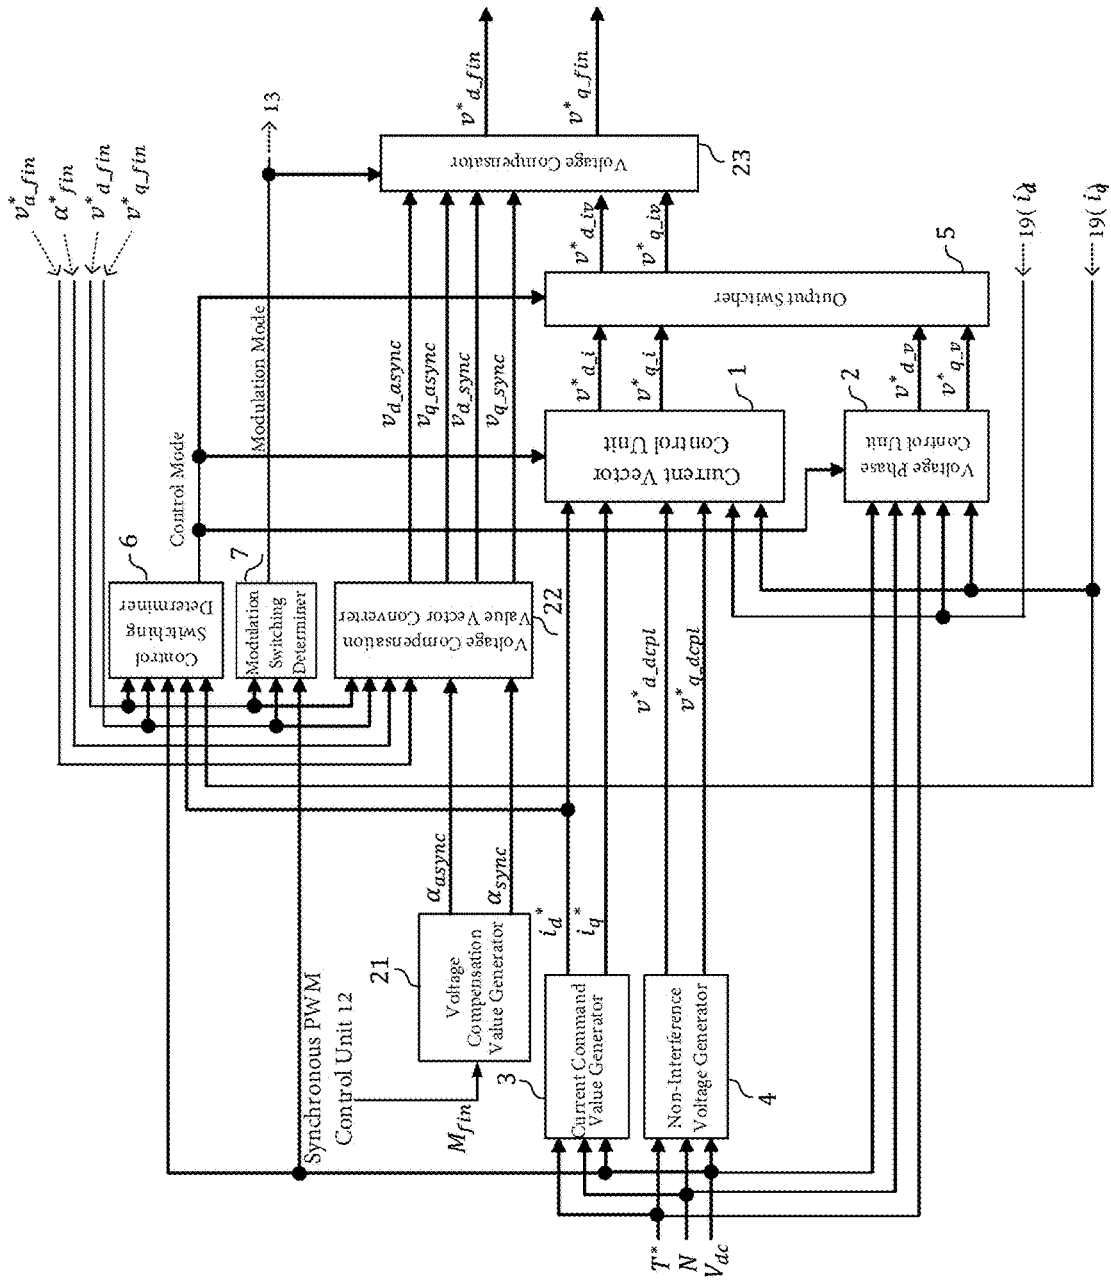 v*a_fin
α*fin
v*d_fin
v*q_fin
13
v*d_fin
v*q_fin
Voltage Compensator
23
v*d_iv
v*q_iv
19( id
19( iq
5
Output Switcher
Modulation Mode
Control Mode
vd_async
vq_async
vd_sync
vq_sync
v*d_i
v*q_i
1
2
v*d_v
v*q_v
Current Vector
Control Unit
Voltage Phase
Control Unit
6
7
Control
Switching
Determiner
Modulation
Switching
Determiner
Voltage Compensation
Value Vector Converter
22
v*d_dcpl
v*q_dcpl
αasync
αsync
id*
iq*
21
Voltage
Compensation
Value Generator
Synchronous PWM
Control Unit 12
Mfin
3
Current Command
Value Generator
Non-Interference
Voltage Generator
4
T*
N
Vdc